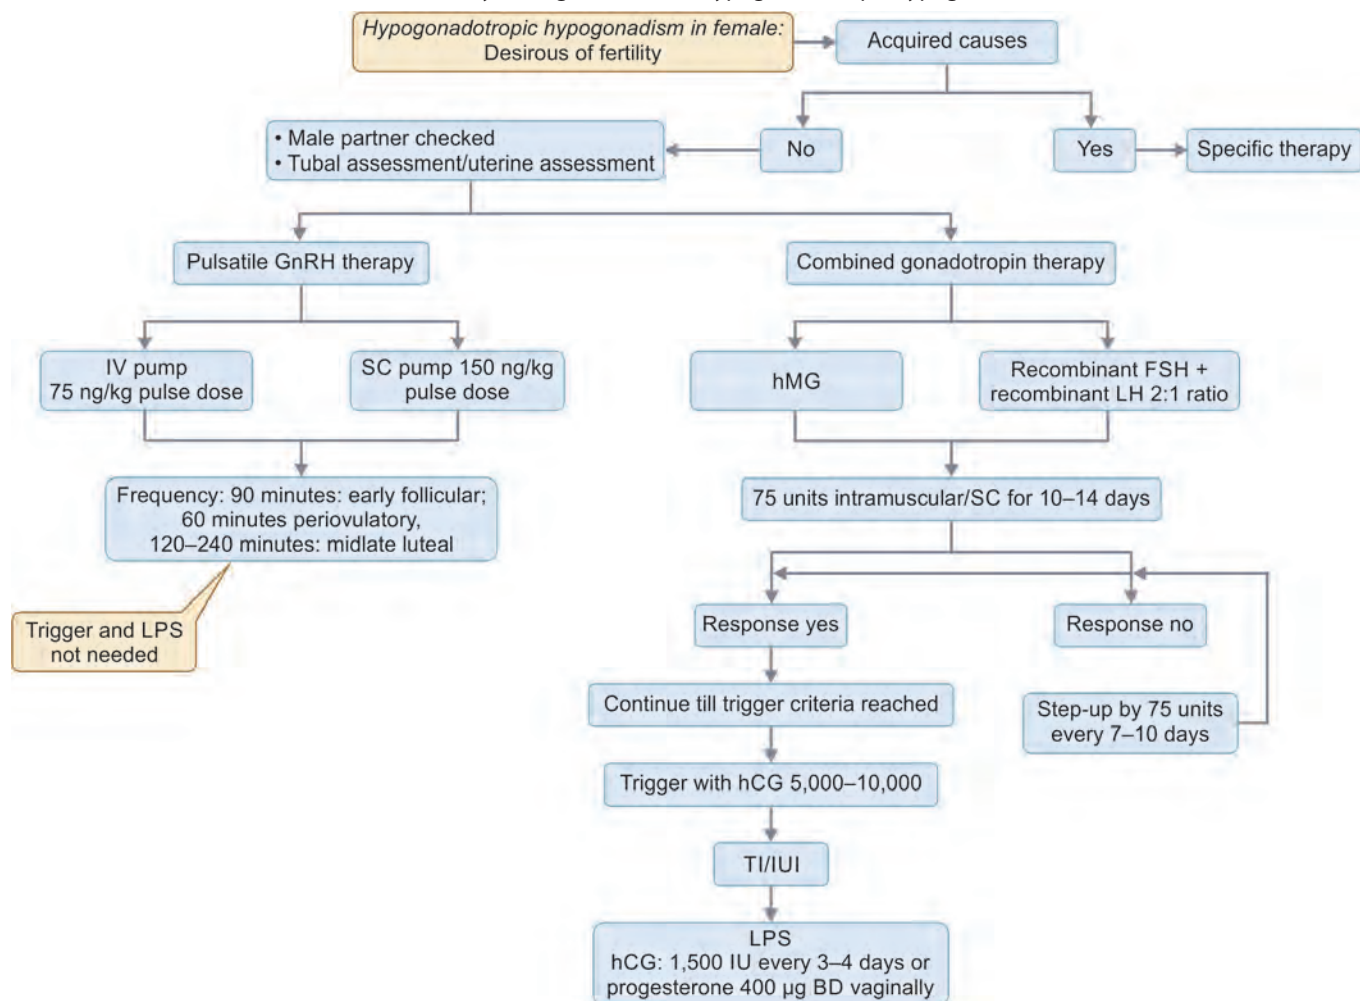 Hypogonadotropic hypogonadism in female:
Desirous of fertility
Acquired causes
• Male partner checked
• Tubal assessment/uterine assessment
No
Yes
Specific therapy
Pulsatile GnRH therapy
Combined gonadotropin therapy
IV pump
75 ng/kg pulse dose
SC pump 150 ng/kg
pulse dose
hMG
Recombinant FSH +
recombinant LH 2:1 ratio
Frequency: 90 minutes: early follicular;
60 minutes periovulatory,
120–240 minutes: midlate luteal
75 units intramuscular/SC for 10–14 days
Trigger and LPS
not needed
Response yes
Response no
Continue till trigger criteria reached
Step-up by 75 units
every 7–10 days
Trigger with hCG 5,000–10,000
TI/IUI
LPS
hCG: 1,500 IU every 3–4 days or
progesterone 400 µg BD vaginally